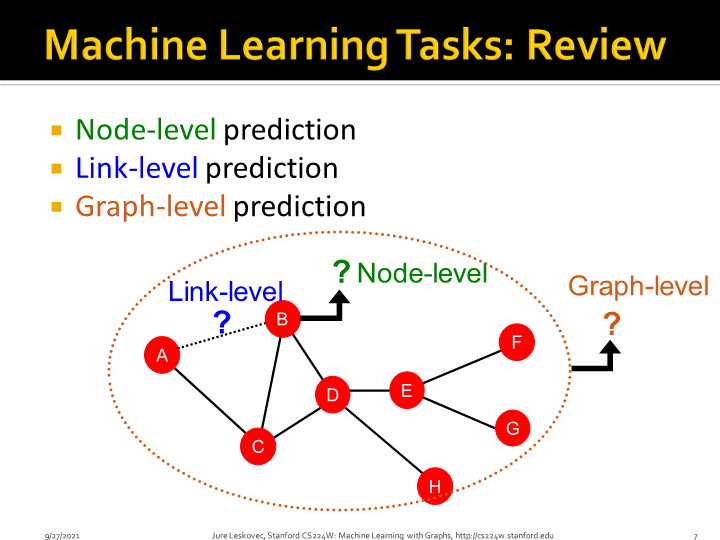 Machine Learning Tasks: Review
Node-level prediction
Link-level prediction
Graph-level prediction
? Node-level
Link-level
?
Graph-level
?
B
A
F
D
E
C
G
H
9/27/2021
Jure Leskovec, Stanford CS224W: Machine Learning with Graphs, http://cs224w.stanford.edu
7